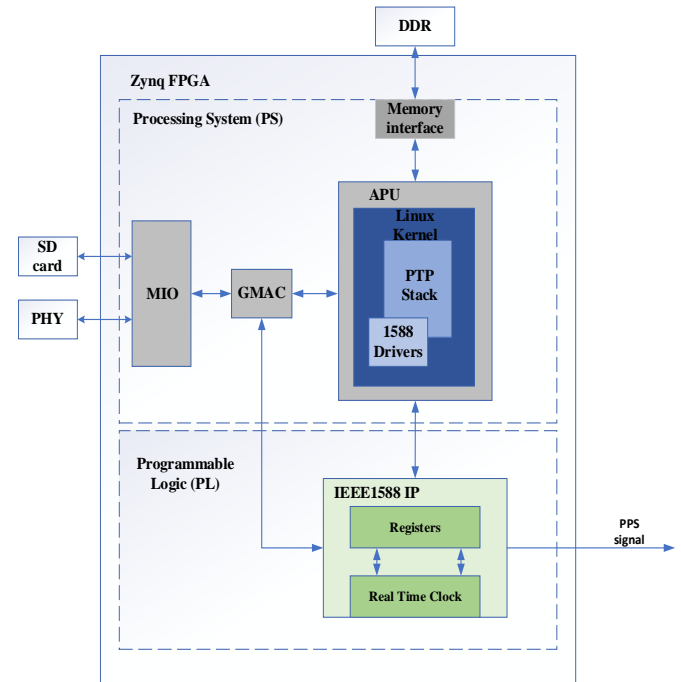 DDR
Zynq FPGA
Processing System (PS)
Memory
interface
APU
Linux
Kernel
PTP
Stack
1588
Drivers
SD
card
MIO
GMAC
PHY
Programmable
Logic (PL)
IEEE1588 IP
Registers
Real Time Clock
PPS
signal